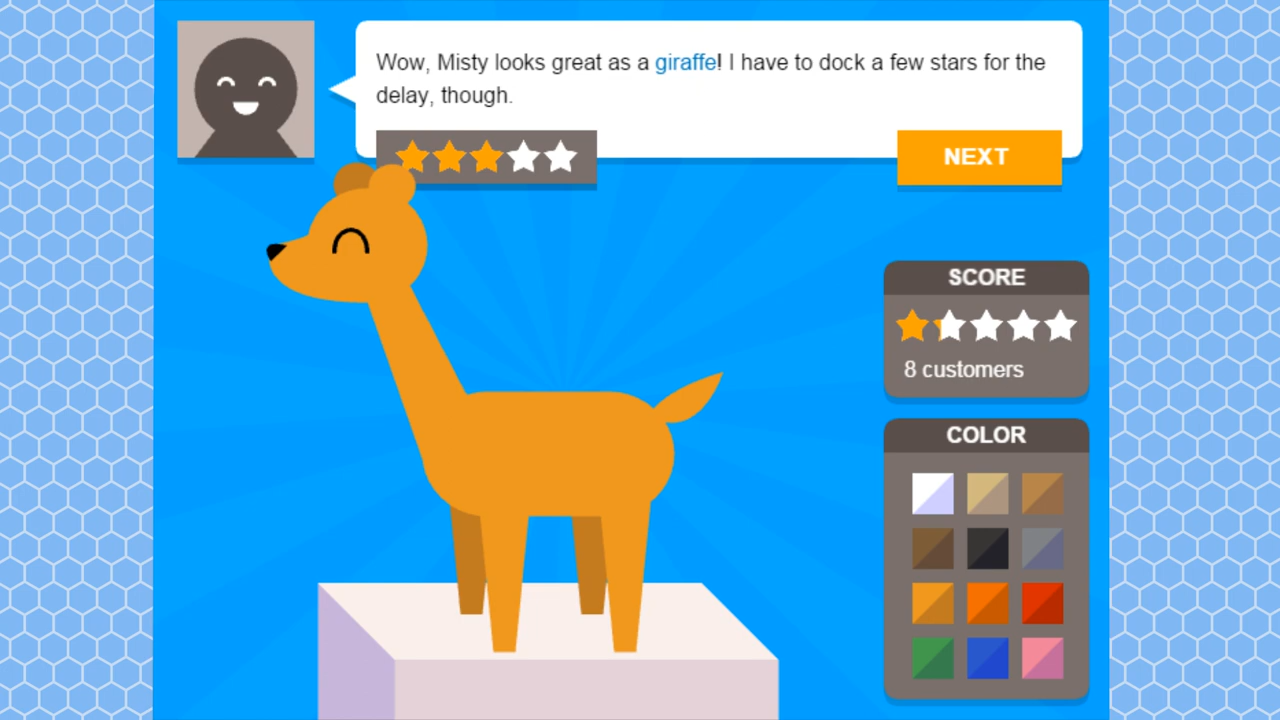 Wow, Misty looks great as a giraffe! I have to dock a few stars for the
delay, though.
NEXT
SCORE
8 customers
COLOR